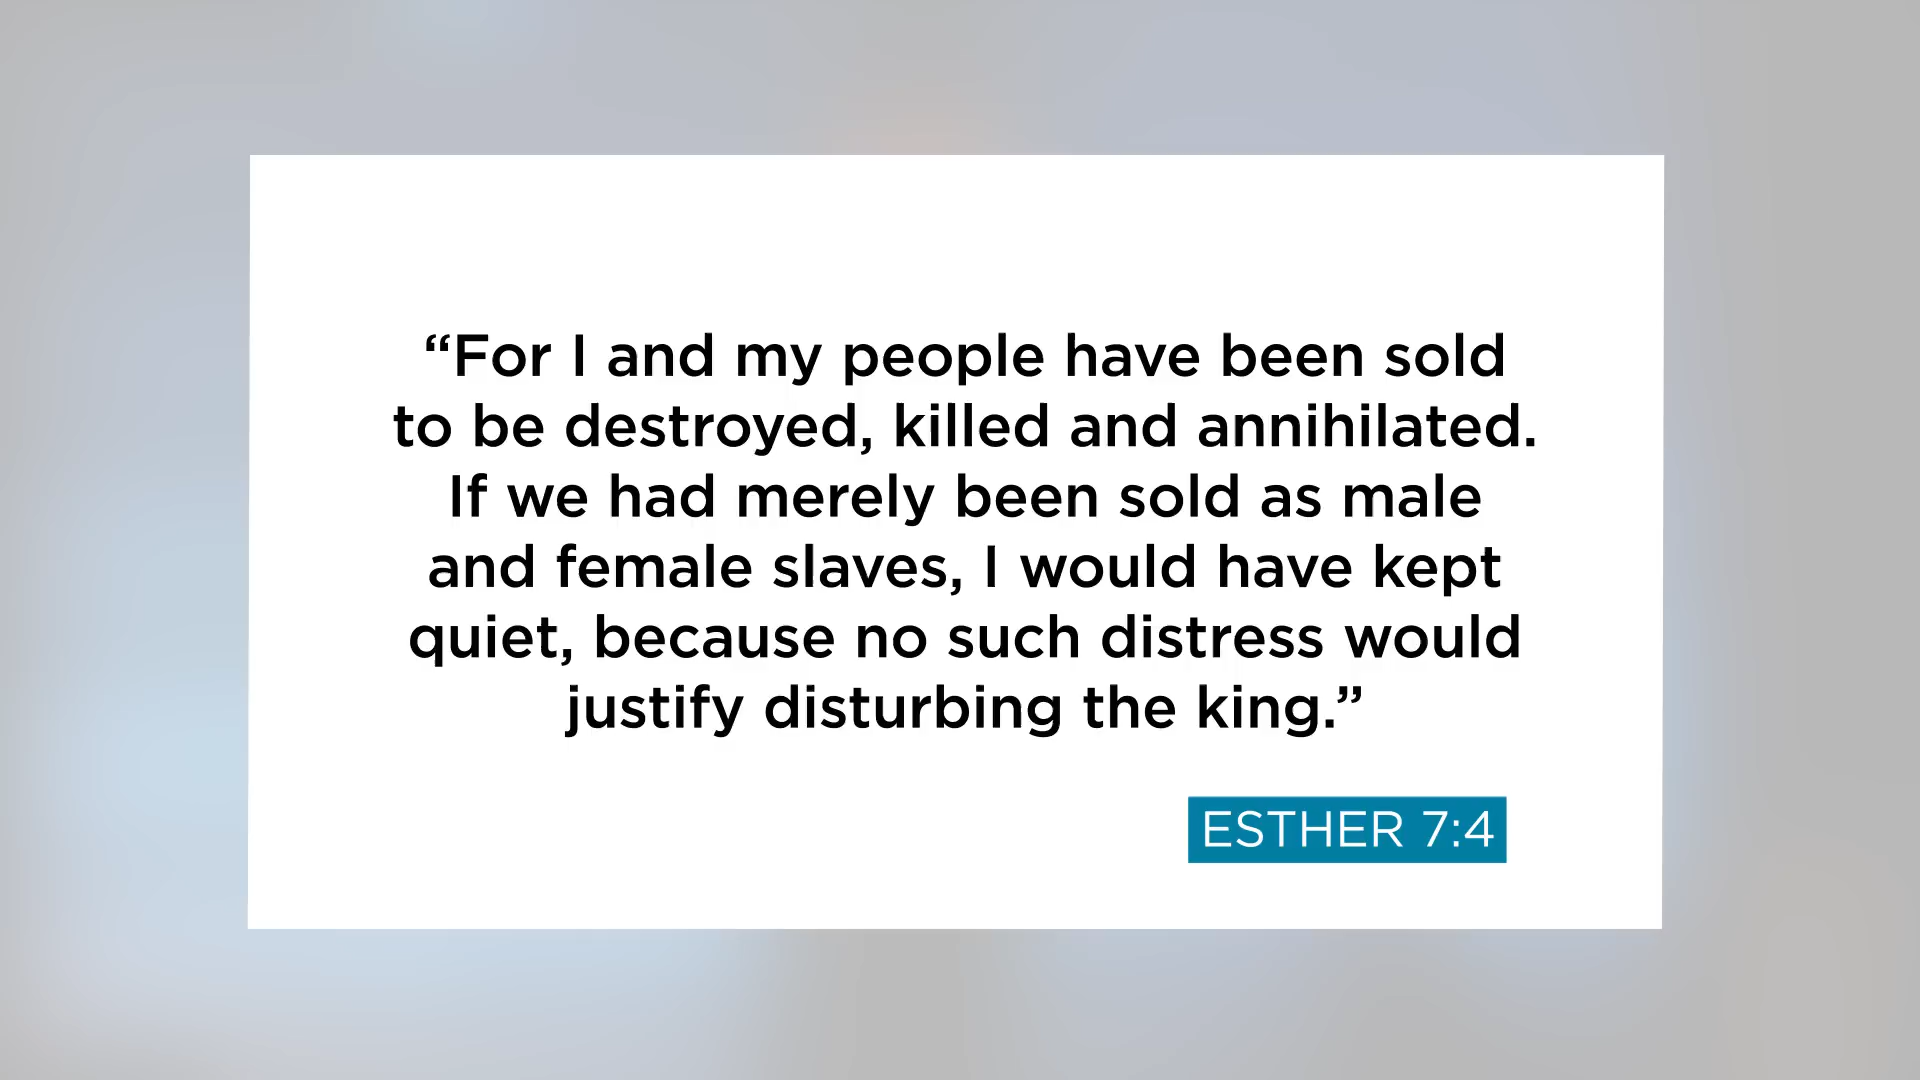 “For I and my people have been sold
to be destroyed, killed and annihilated.
If we had merely been sold as male
and female slaves, I would have kept
quiet, because no such distress would
justify disturbing the king.”
ESTHER 7:4